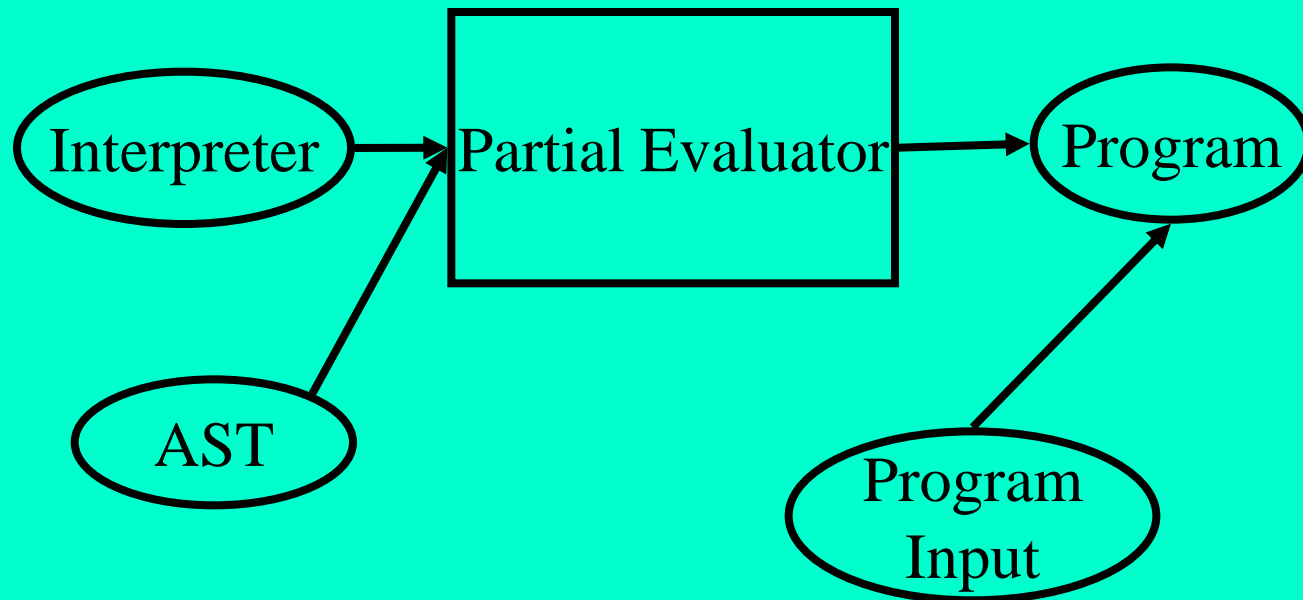 Interpreter
Partial Evaluator
Program
AST
Program
Input